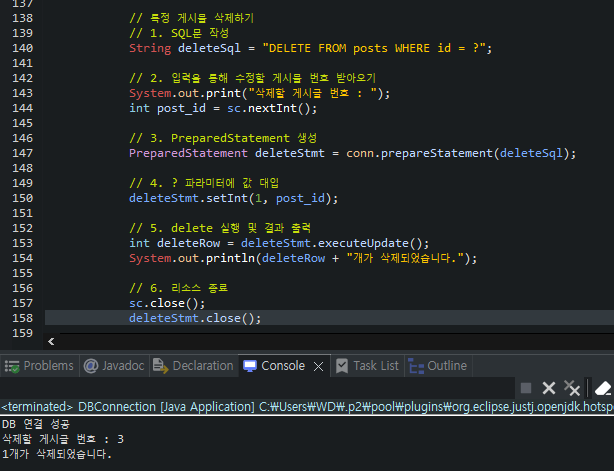 137
138 // 특정 게시물 삭제하기
139 // 1. SQL문 작성
140 String deleteSql = "DELETE FROM posts WHERE id = ?";
141
142 // 2. 입력을 통해 수정할 게시물 번호 받아오기
143 System.out.print("삭제할 게시글 번호 : ");
144 int post_id = sc.nextInt();
145
146 // 3. PreparedStatement 생성
147 PreparedStatement deleteStmt = conn.prepareStatement(deleteSql);
148
149 // 4. ? 파라미터에 값 대입
150 deleteStmt.setInt(1, post_id);
151
152 // 5. delete 실행 및 결과 출력
153 int deleteRow = deleteStmt.executeUpdate();
154 System.out.println(deleteRow + "개가 삭제되었습니다.");
155
156 // 6. 리소스 종료
157 sc.close();
158 deleteStmt.close();
159
Problems @ Javadoc Declaration Console Task List Outline
<terminated> DBConnection [Java Application] C:₩Users₩WD₩.p2₩pool₩plugins₩org.eclipse.justj.openjdk.hotsp
DB 연결 성공
삭제할 게시글 번호 : 3
1개가 삭제되었습니다.